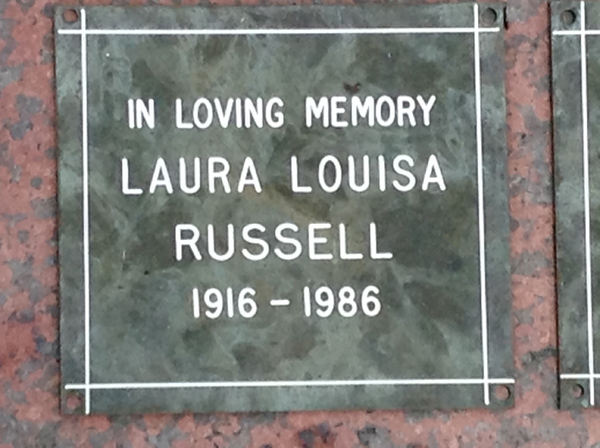 IN LOVING MEMORY
LAURA LOUISA
RUSSELL
1916 – 1986